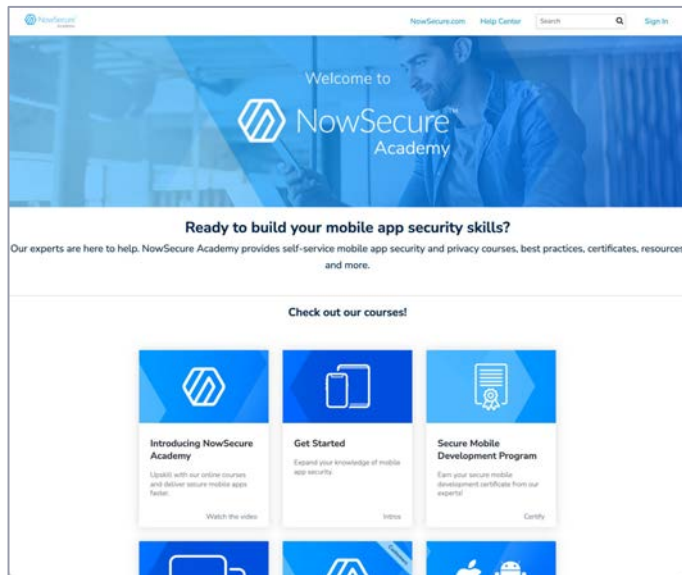 NowSecure
Academy
NowSecure.com Help Center Search Sign In
Welcome to
NowSecure™
Academy
Ready to build your mobile app security skills?
Our experts are here to help. NowSecure Academy provides self-service mobile app security and privacy courses, best practices, certificates, resources
and more.
Check out our courses!
Introducing NowSecure
Academy
Upskill with our online courses
and deliver secure mobile apps
faster.
Watch the video
Get Started
Expand your knowledge of mobile
app security.
Intros
Secure Mobile
Development Program
Earn your secure mobile
development certificate from our
experts!
Certify